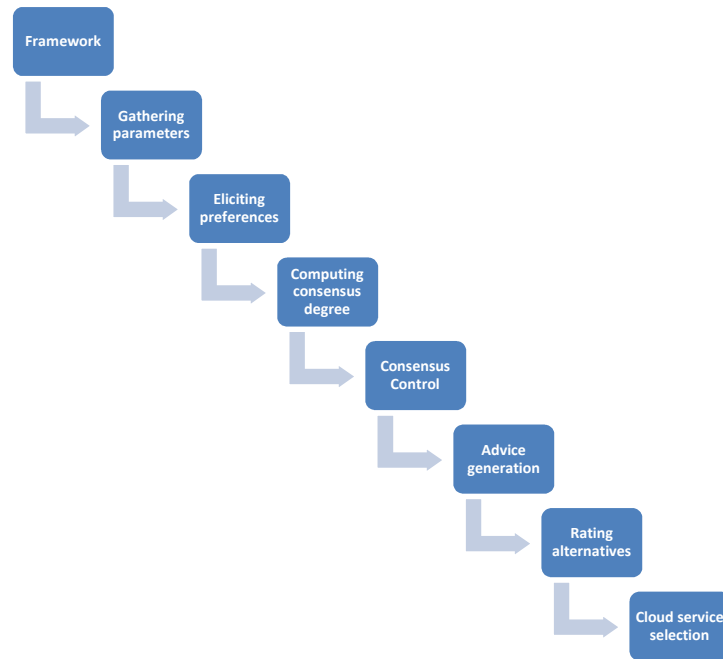 Framework
Gathering
parameters
Eliciting
preferences
Computing
consensus
degree
Consensus
Control
Advice
generation
Rating
alternatives
Cloud service
selection